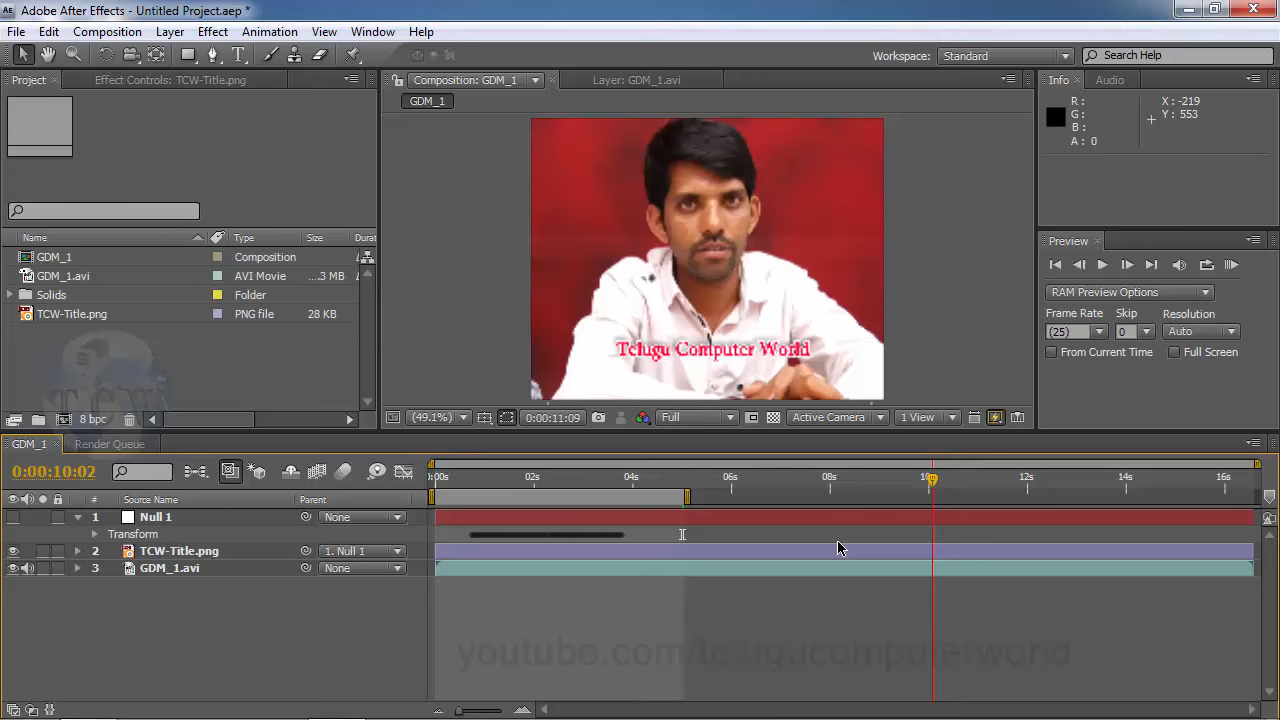 Adobe After Effects - Untitled Project.aep *
File Edit Composition Layer Effect Animation View Window Help
Workspace: Standard Search Help
Project Effect Controls: TCW-Title.png Composition: GDM_1 Layer: GDM_1.avi Info Audio
GDM_1
R: X: -219
G: Y: 553
B:
A: 0
Name Type Size
GDM_1 Composition
GDM_1.avi AVI Movie ...3 MB
Solids Folder
TCW-Title.png PNG file 28 KB
Telugu Computer World
Preview
RAM Preview Options
Frame Rate Skip Resolution
(25) 0 Auto
From Current Time Full Screen
TCW
8 bpc (49.1%) 0:00:11:09 Full Active Camera 1 View
GDM_1 Render Queue
0:00:10:02 02s 04s 06s 08s 12s 14s 16s
# Source Name Parent
1 Null 1 None
Transform
2 TCW-Title.png 1. Null 1
3 GDM_1.avi None
youtube.com/telugucomputerworld